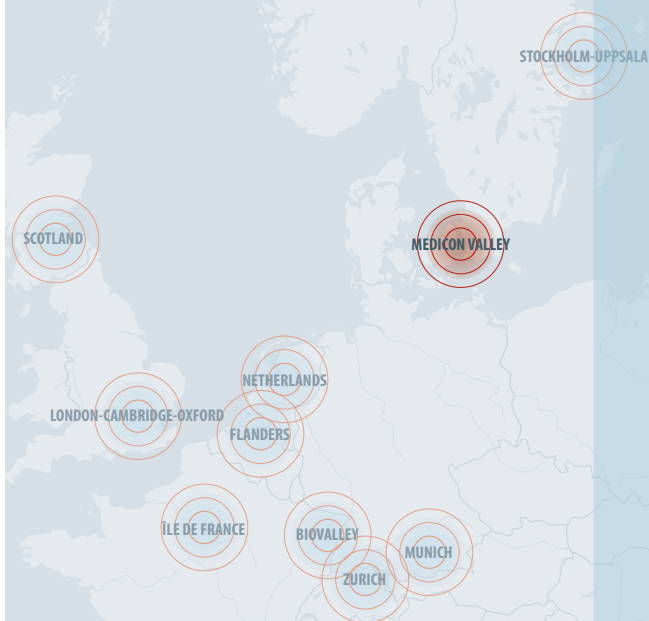 STOCKHOLM-UPPSALA
SCOTLAND
MEDICON VALLEY
NETHERLANDS
LONDON-CAMBRIDGE-OXFORD
FLANDERS
ÎLE DE FRANCE
BIOVALLEY
MUNICH
ZURICH